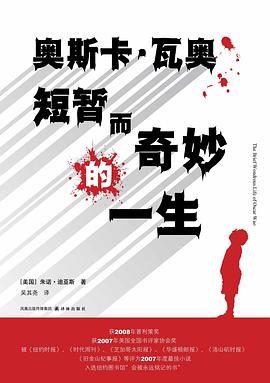 奥斯卡·瓦奥
短暂而奇妙
的一生
The Brief Wondrous Life of Oscar Wao
［美国］朱诺·迪亚斯 著
吴其尧 译
凤凰出版传媒集团 译林出版社
获2008年普利策奖
获2007年美国全国书评家协会奖
被《纽约时报》、《时代周刊》、《芝加哥太阳报》、《华盛顿邮报》、《洛山矶时报》
《旧金山纪事报》等评为2007年度最佳小说
入选纽约图书馆“会被永远铭记的书”